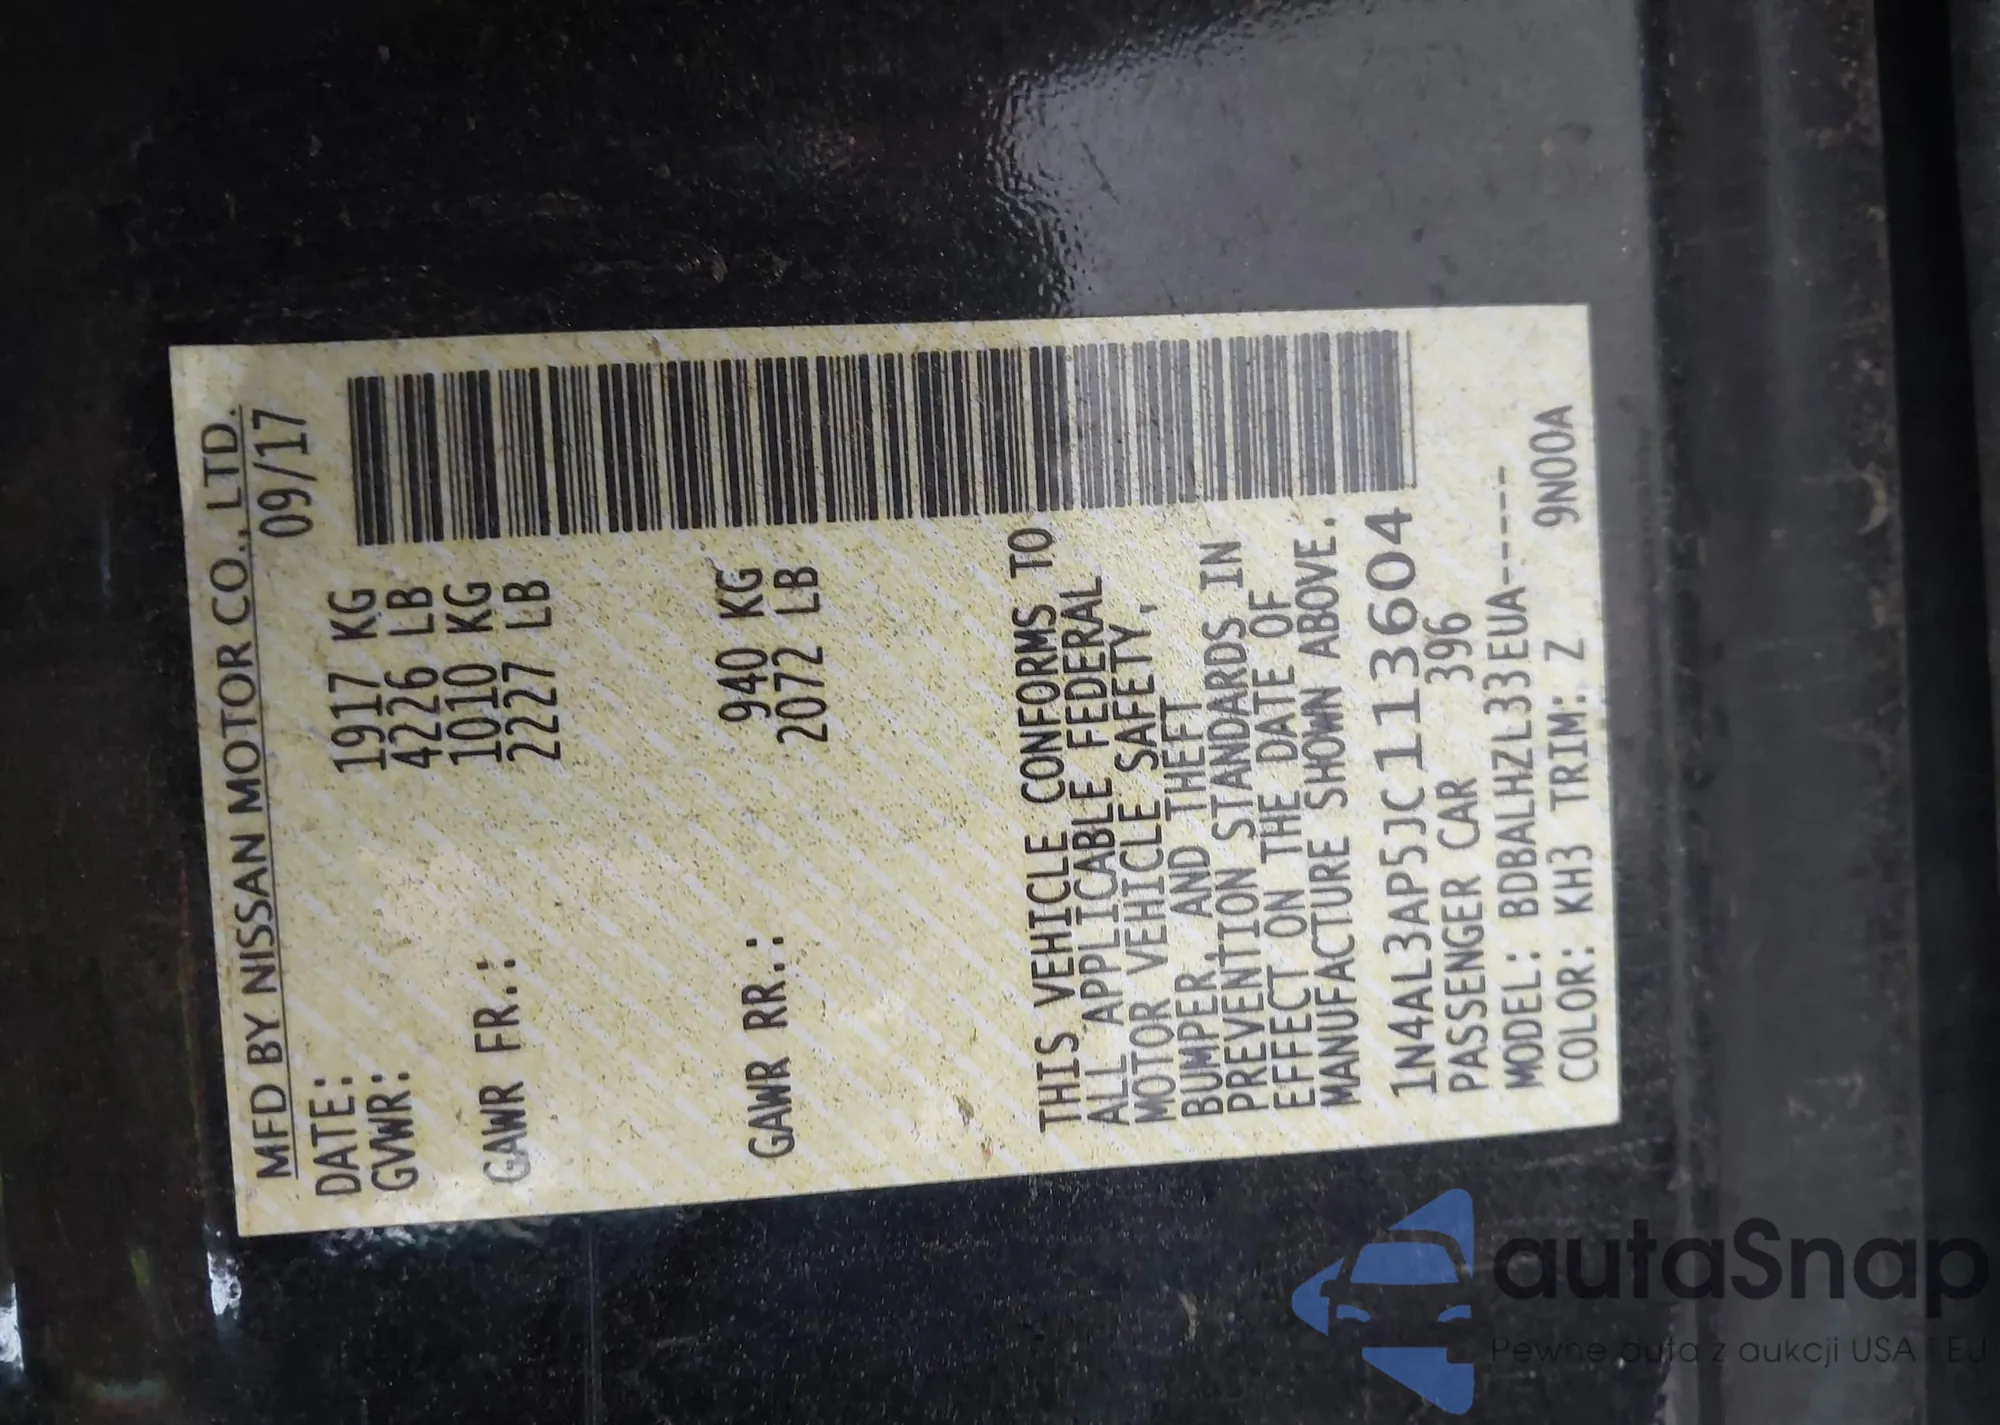 MFD BY NISSAN MOTOR CO., LTD.
DATE: 09/17
GVWR: 1917 KG
4226 LB
GAWR FR.: 1010 KG
2227 LB
GAWR RR.: 940 KG
2072 LB
THIS VEHICLE CONFORMS TO
ALL APPLICABLE FEDERAL
MOTOR VEHICLE SAFETY,
BUMPER, AND THEFT
PREVENTION STANDARDS IN
EFFECT ON THE DATE OF
MANUFACTURE SHOWN ABOVE.
1N4AL3AP5JC113604
PASSENGER CAR 396
MODEL: BDBALHZL33EUA-----
COLOR: KH3 TRIM: Z 9N00A
autaSnap
Pewne auta z aukcji USA i EU